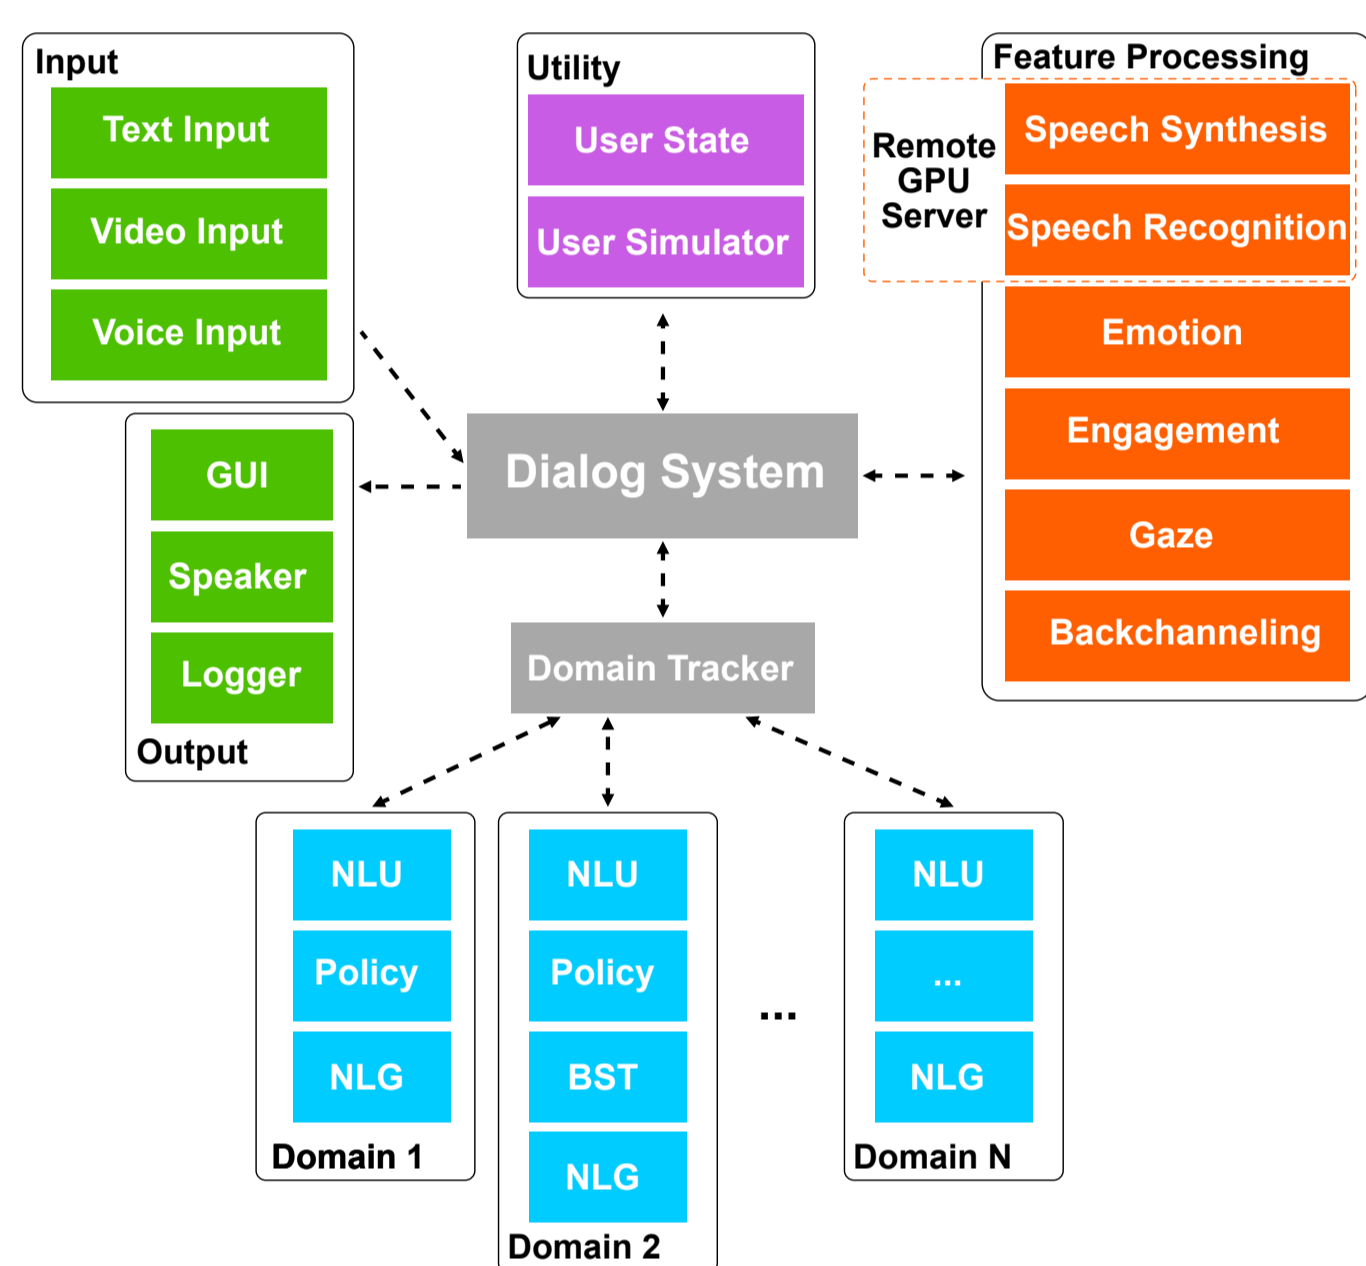 Input
Text Input
Video Input
Voice Input
Utility
User State
User Simulator
Feature Processing
Remote
GPU
Server
Speech Synthesis
Speech Recognition
Emotion
Engagement
Gaze
Backchanneling
Dialog System
GUI
Speaker
Logger
Output
Domain Tracker
NLU
Policy
NLG
Domain 1
NLU
Policy
BST
NLG
Domain 2
...
NLU
...
NLG
Domain N